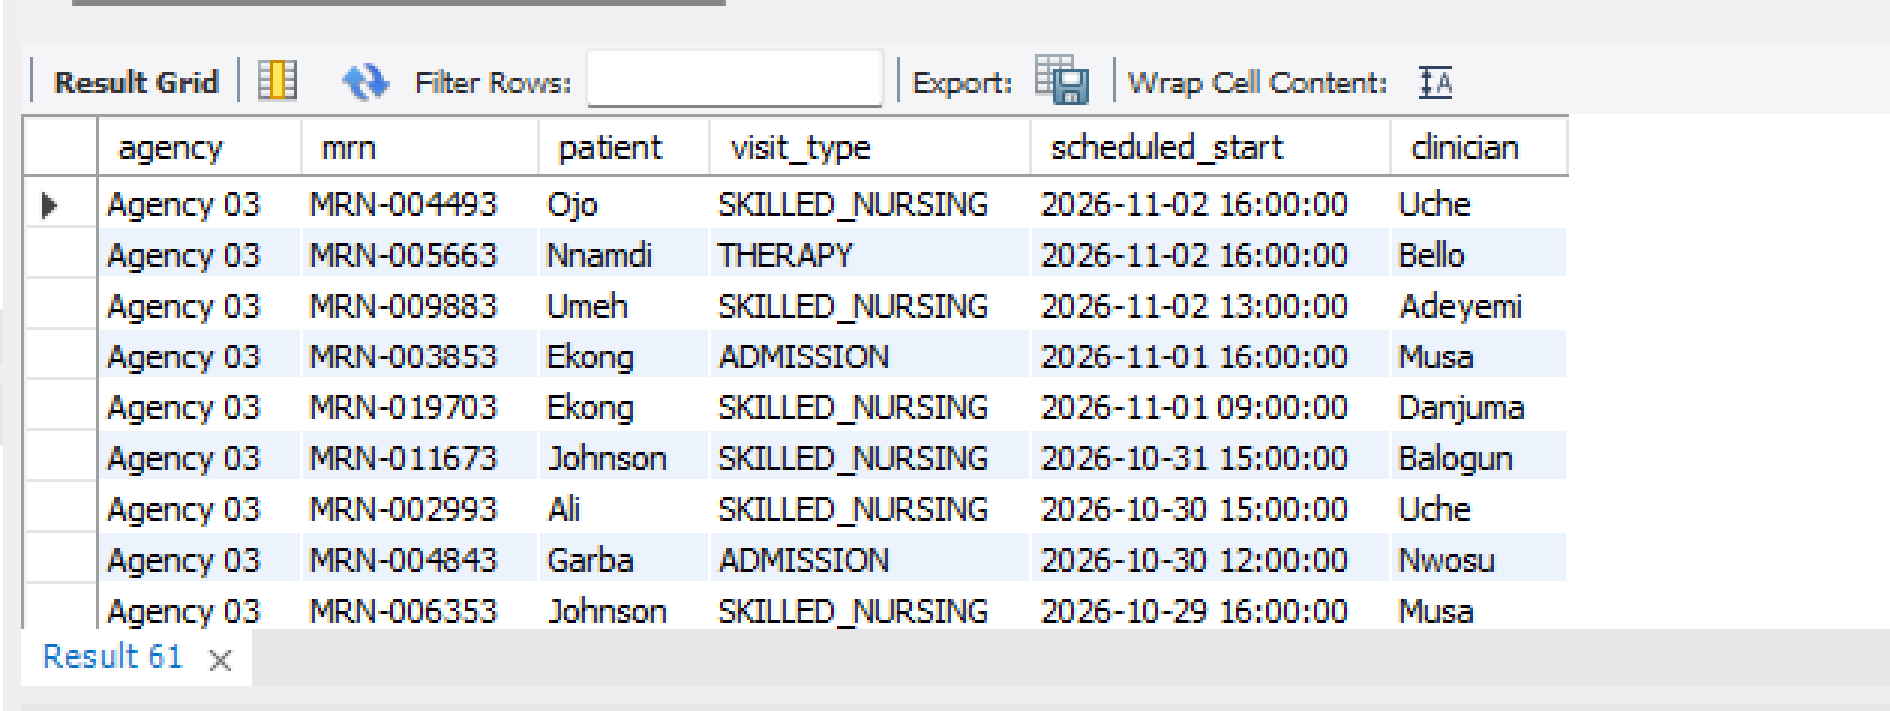 Result Grid Filter Rows: Export: Wrap Cell Content:
agency mrn patient visit_type scheduled_start clinician
Agency 03 MRN-004493 Ojo SKILLED_NURSING 2026-11-02 16:00:00 Uche
Agency 03 MRN-005663 Nnamdi THERAPY 2026-11-02 16:00:00 Bello
Agency 03 MRN-009883 Umeh SKILLED_NURSING 2026-11-02 13:00:00 Adeyemi
Agency 03 MRN-003853 Ekong ADMISSION 2026-11-01 16:00:00 Musa
Agency 03 MRN-019703 Ekong SKILLED_NURSING 2026-11-01 09:00:00 Danjuma
Agency 03 MRN-011673 Johnson SKILLED_NURSING 2026-10-31 15:00:00 Balogun
Agency 03 MRN-002993 Ali SKILLED_NURSING 2026-10-30 15:00:00 Uche
Agency 03 MRN-004843 Garba ADMISSION 2026-10-30 12:00:00 Nwosu
Agency 03 MRN-006353 Johnson SKILLED_NURSING 2026-10-29 16:00:00 Musa
Result 61